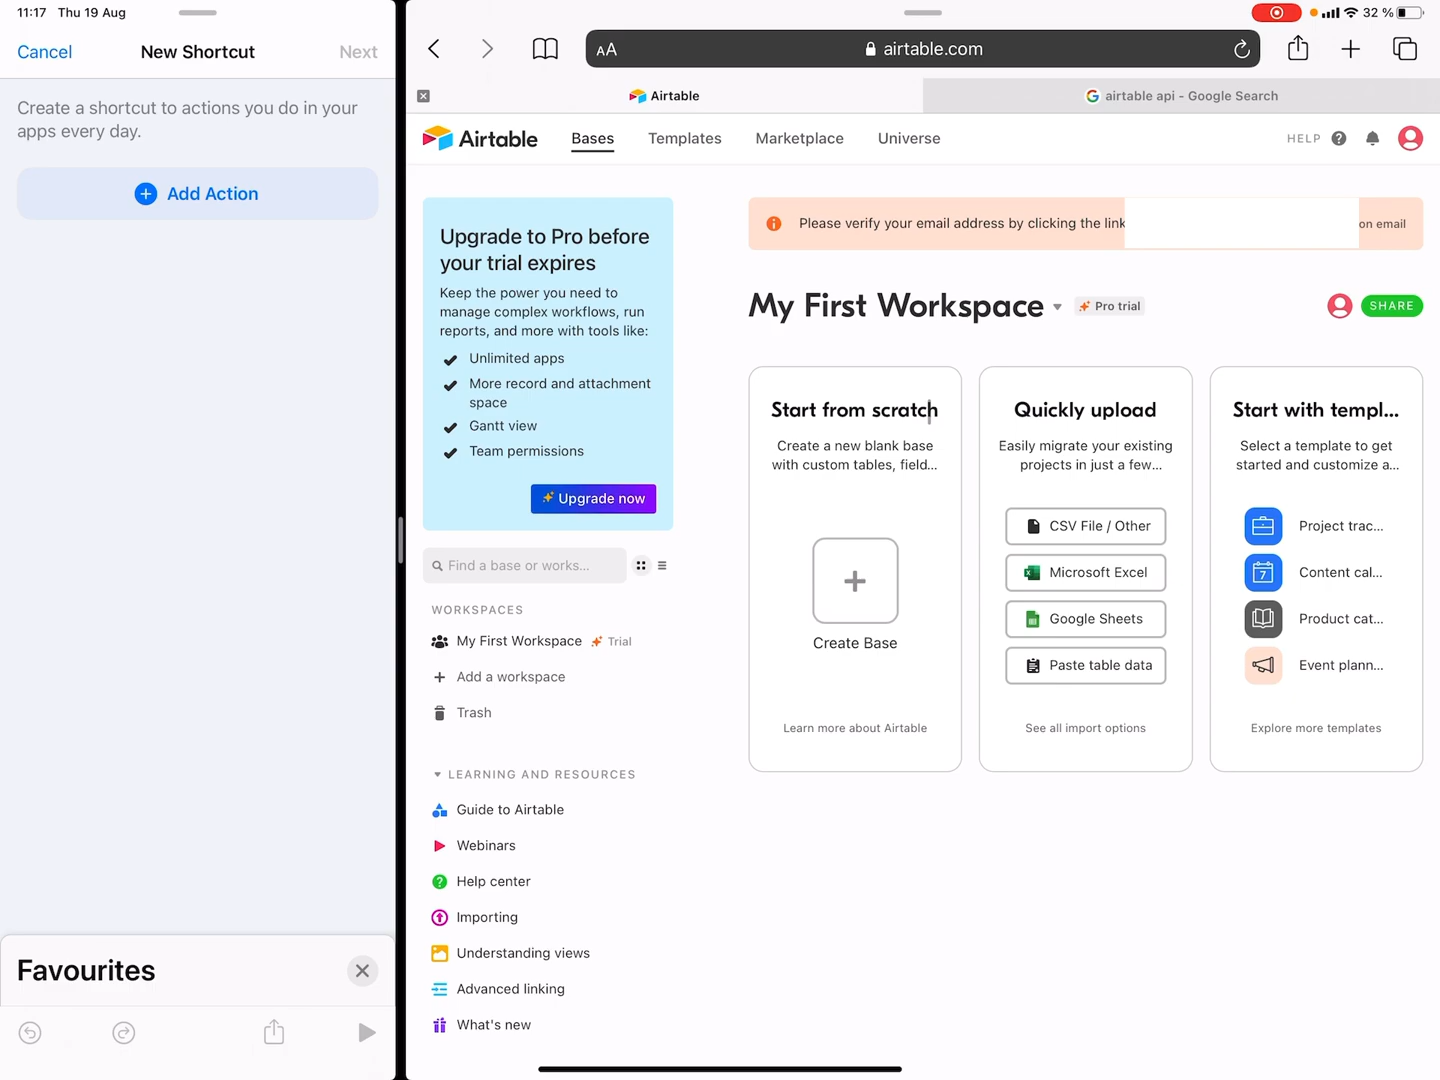 11:17 Thu 19 Aug
32 %
Cancel
New Shortcut
Next
Create a shortcut to actions you do in your
apps every day.
Add Action
Favourites
AA
airtable.com
Airtable
airtable api - Google Search
Airtable
Bases
Templates
Marketplace
Universe
HELP
Upgrade to Pro before
your trial expires
Keep the power you need to
manage complex workflows, run
reports, and more with tools like:
Unlimited apps
More record and attachment
space
Gantt view
Team permissions
Upgrade now
Find a base or works...
WORKSPACES
My First Workspace
Trial
Add a workspace
Trash
LEARNING AND RESOURCES
Guide to Airtable
Webinars
Help center
Importing
Understanding views
Advanced linking
What's new
Please verify your email address by clicking the link
on email
My First Workspace
Pro trial
SHARE
Start from scratch
Create a new blank base
with custom tables, field...
Create Base
Learn more about Airtable
Quickly upload
Easily migrate your existing
projects in just a few...
CSV File / Other
Microsoft Excel
Google Sheets
Paste table data
See all import options
Start with templ...
Select a template to get
started and customize a...
Project trac...
7
Content cal...
Product cat...
Event plann...
Explore more templates